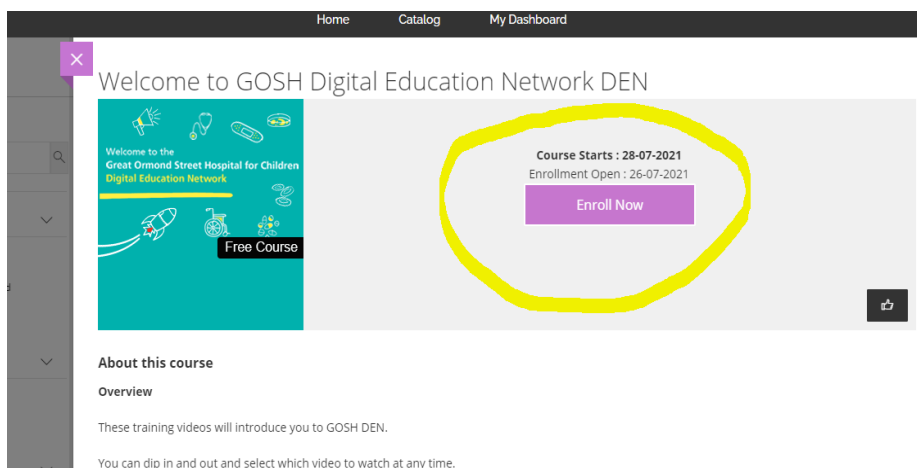 Home Catalog My Dashboard
Welcome to GOSH Digital Education Network DEN
Welcome to the
Great Ormond Street Hospital for Children
Digital Education Network
Free Course
Course Starts : 28-07-2021
Enrollment Open : 26-07-2021
Enroll Now
About this course
Overview
These training videos will introduce you to GOSH DEN.
You can dip in and out and select which video to watch at any time.